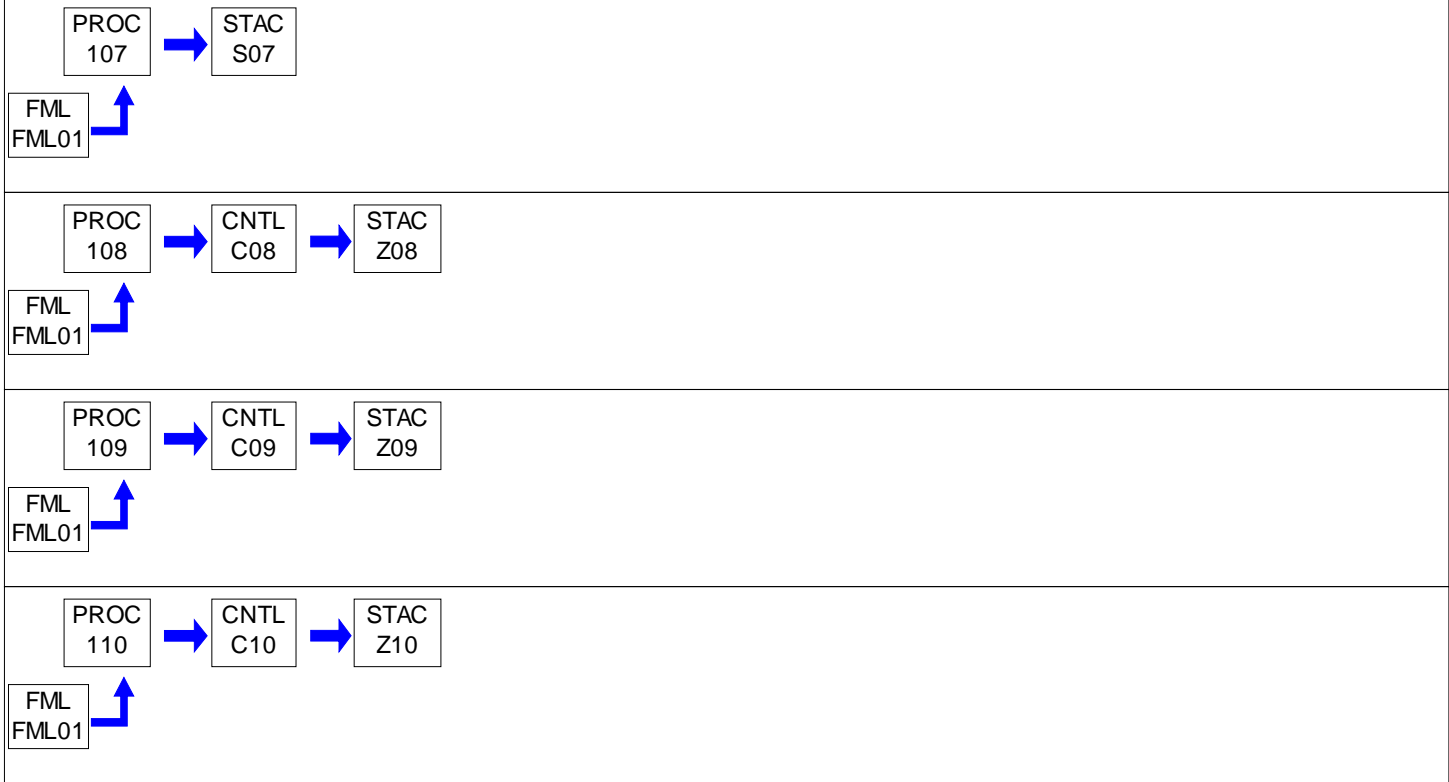 PROC
107
STAC
S07
FML
FML01
PROC
108
CNTL
C08
STAC
Z08
FML
FML01
PROC
109
CNTL
C09
STAC
Z09
FML
FML01
PROC
110
CNTL
C10
STAC
Z10
FML
FML01